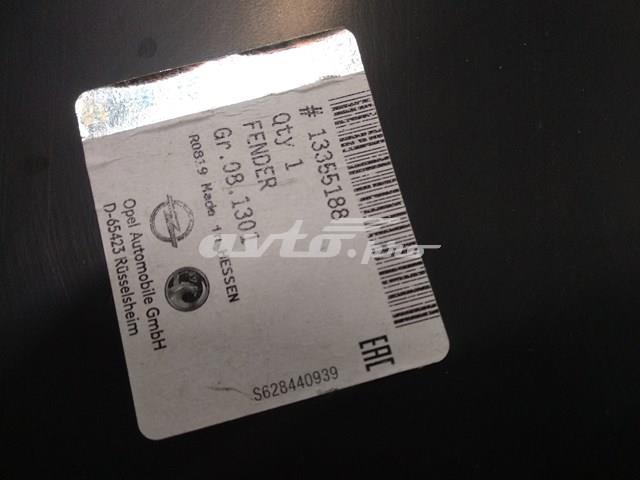 # 13355188
Qty 1
FENDER
Gr.08,1301
R0819 Made in HESSEN
Opel Automobile GmbH
D-65423 Rüsselsheim
S628440939
EAC
avto.pro